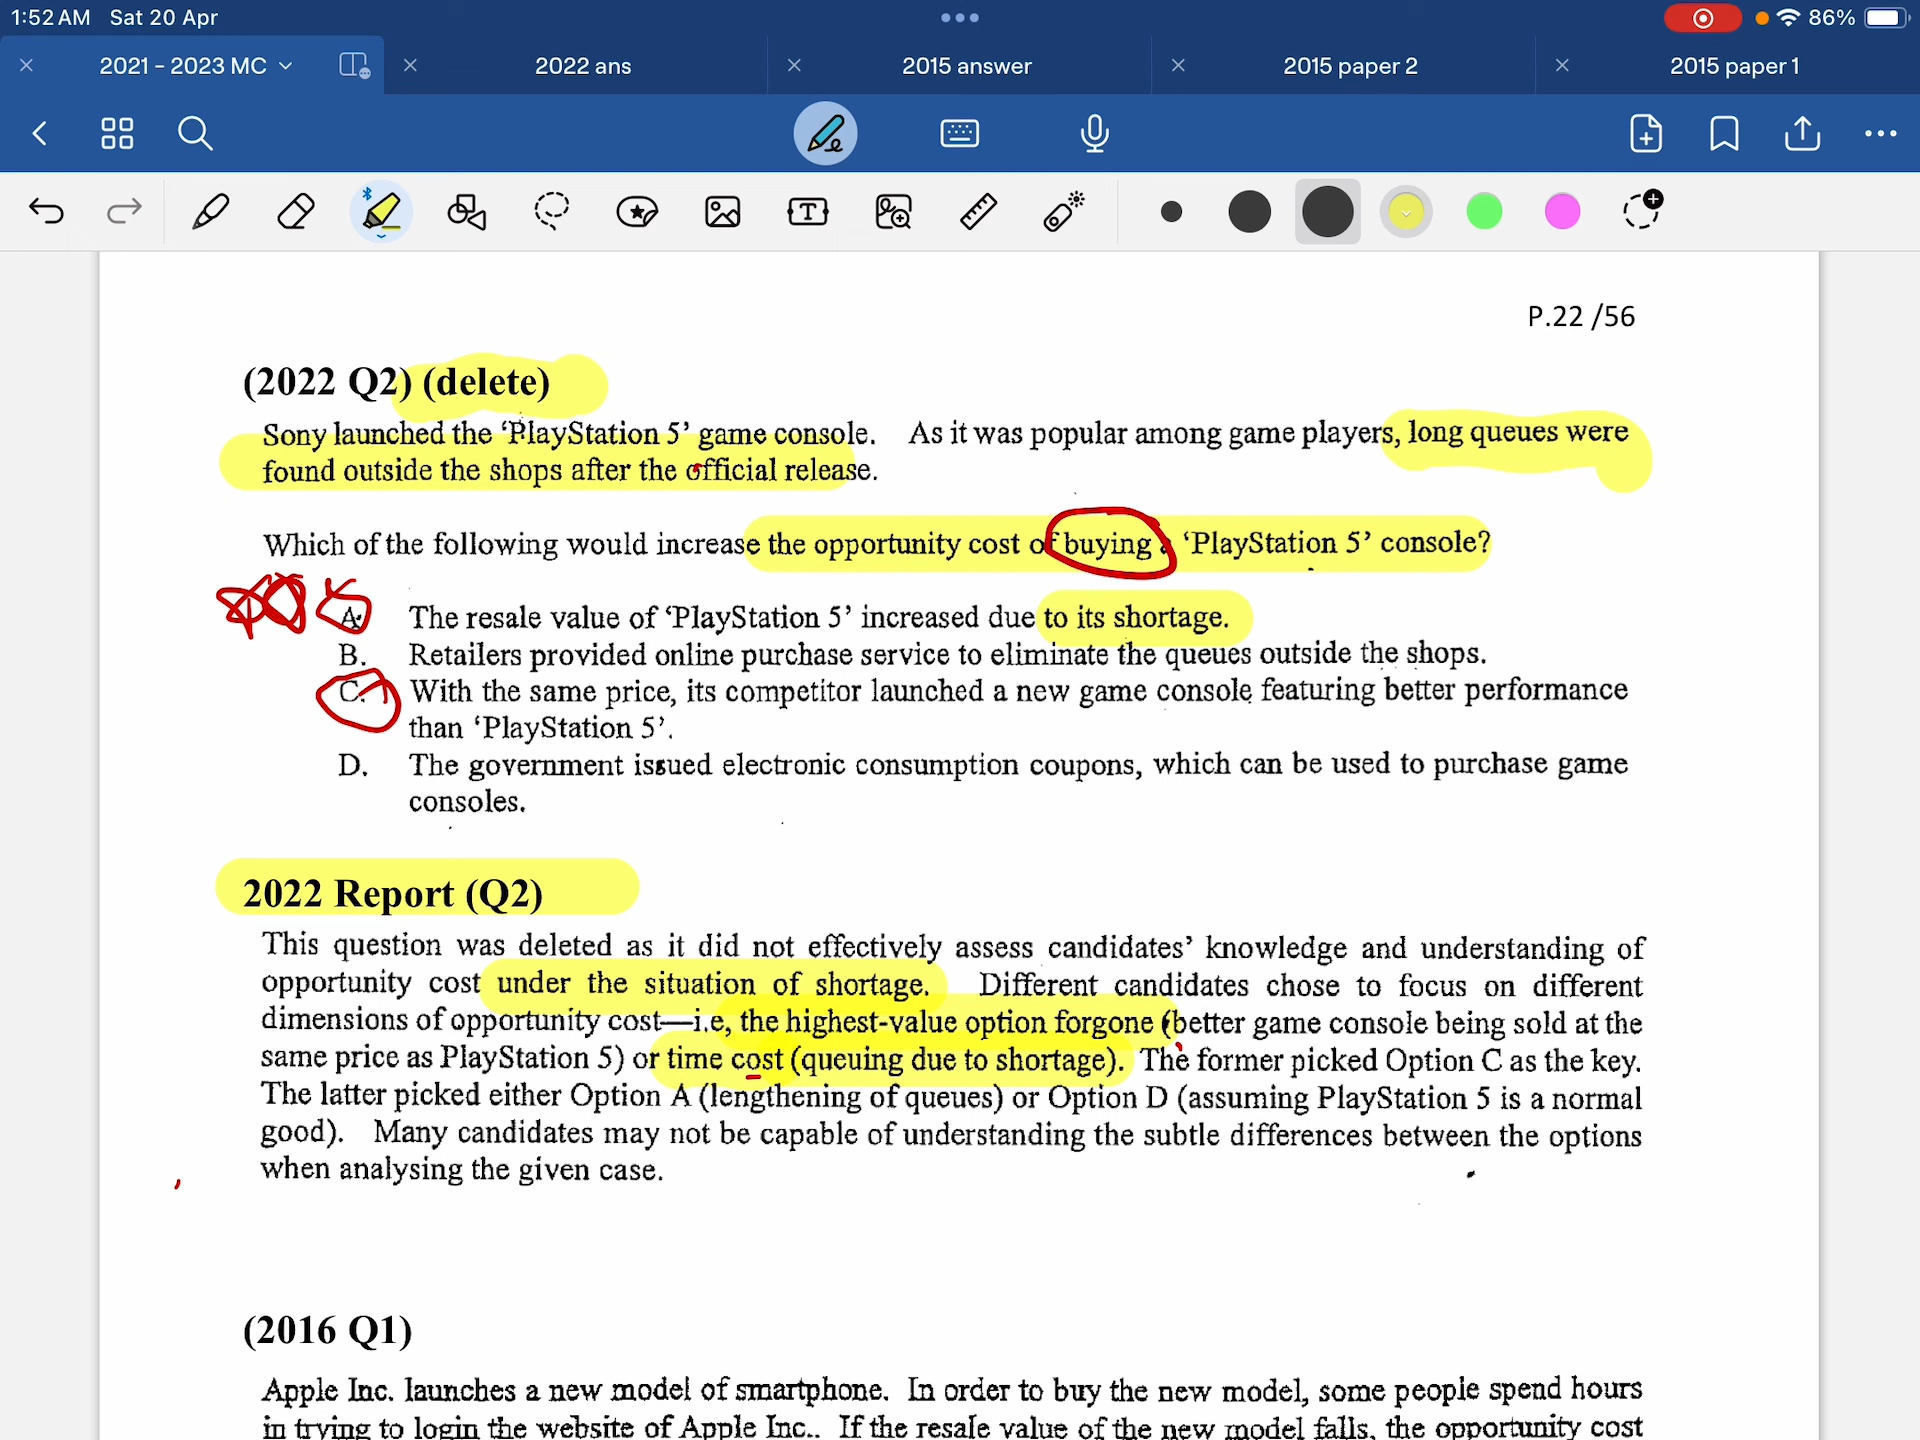 1:52 AM Sat 20 Apr
86%
2021 - 2023 MC
2022 ans
2015 answer
2015 paper 2
2015 paper 1
P.22 /56
(2022 Q2) (delete)
Sony launched the ‘PlayStation 5’ game console. As it was popular among game players, long queues were
found outside the shops after the official release.
Which of the following would increase the opportunity cost of buying a ‘PlayStation 5’ console?
A. The resale value of ‘PlayStation 5’ increased due to its shortage.
B. Retailers provided online purchase service to eliminate the queues outside the shops.
C. With the same price, its competitor launched a new game console featuring better performance
than ‘PlayStation 5’.
D. The government issued electronic consumption coupons, which can be used to purchase game
consoles.
2022 Report (Q2)
This question was deleted as it did not effectively assess candidates’ knowledge and understanding of
opportunity cost under the situation of shortage. Different candidates chose to focus on different
dimensions of opportunity cost—i.e, the highest-value option forgone (better game console being sold at the
same price as PlayStation 5) or time cost (queuing due to shortage). The former picked Option C as the key.
The latter picked either Option A (lengthening of queues) or Option D (assuming PlayStation 5 is a normal
good). Many candidates may not be capable of understanding the subtle differences between the options
when analysing the given case.
(2016 Q1)
Apple Inc. launches a new model of smartphone. In order to buy the new model, some people spend hours
in trying to login the website of Apple Inc.. If the resale value of the new model falls, the opportunity cost